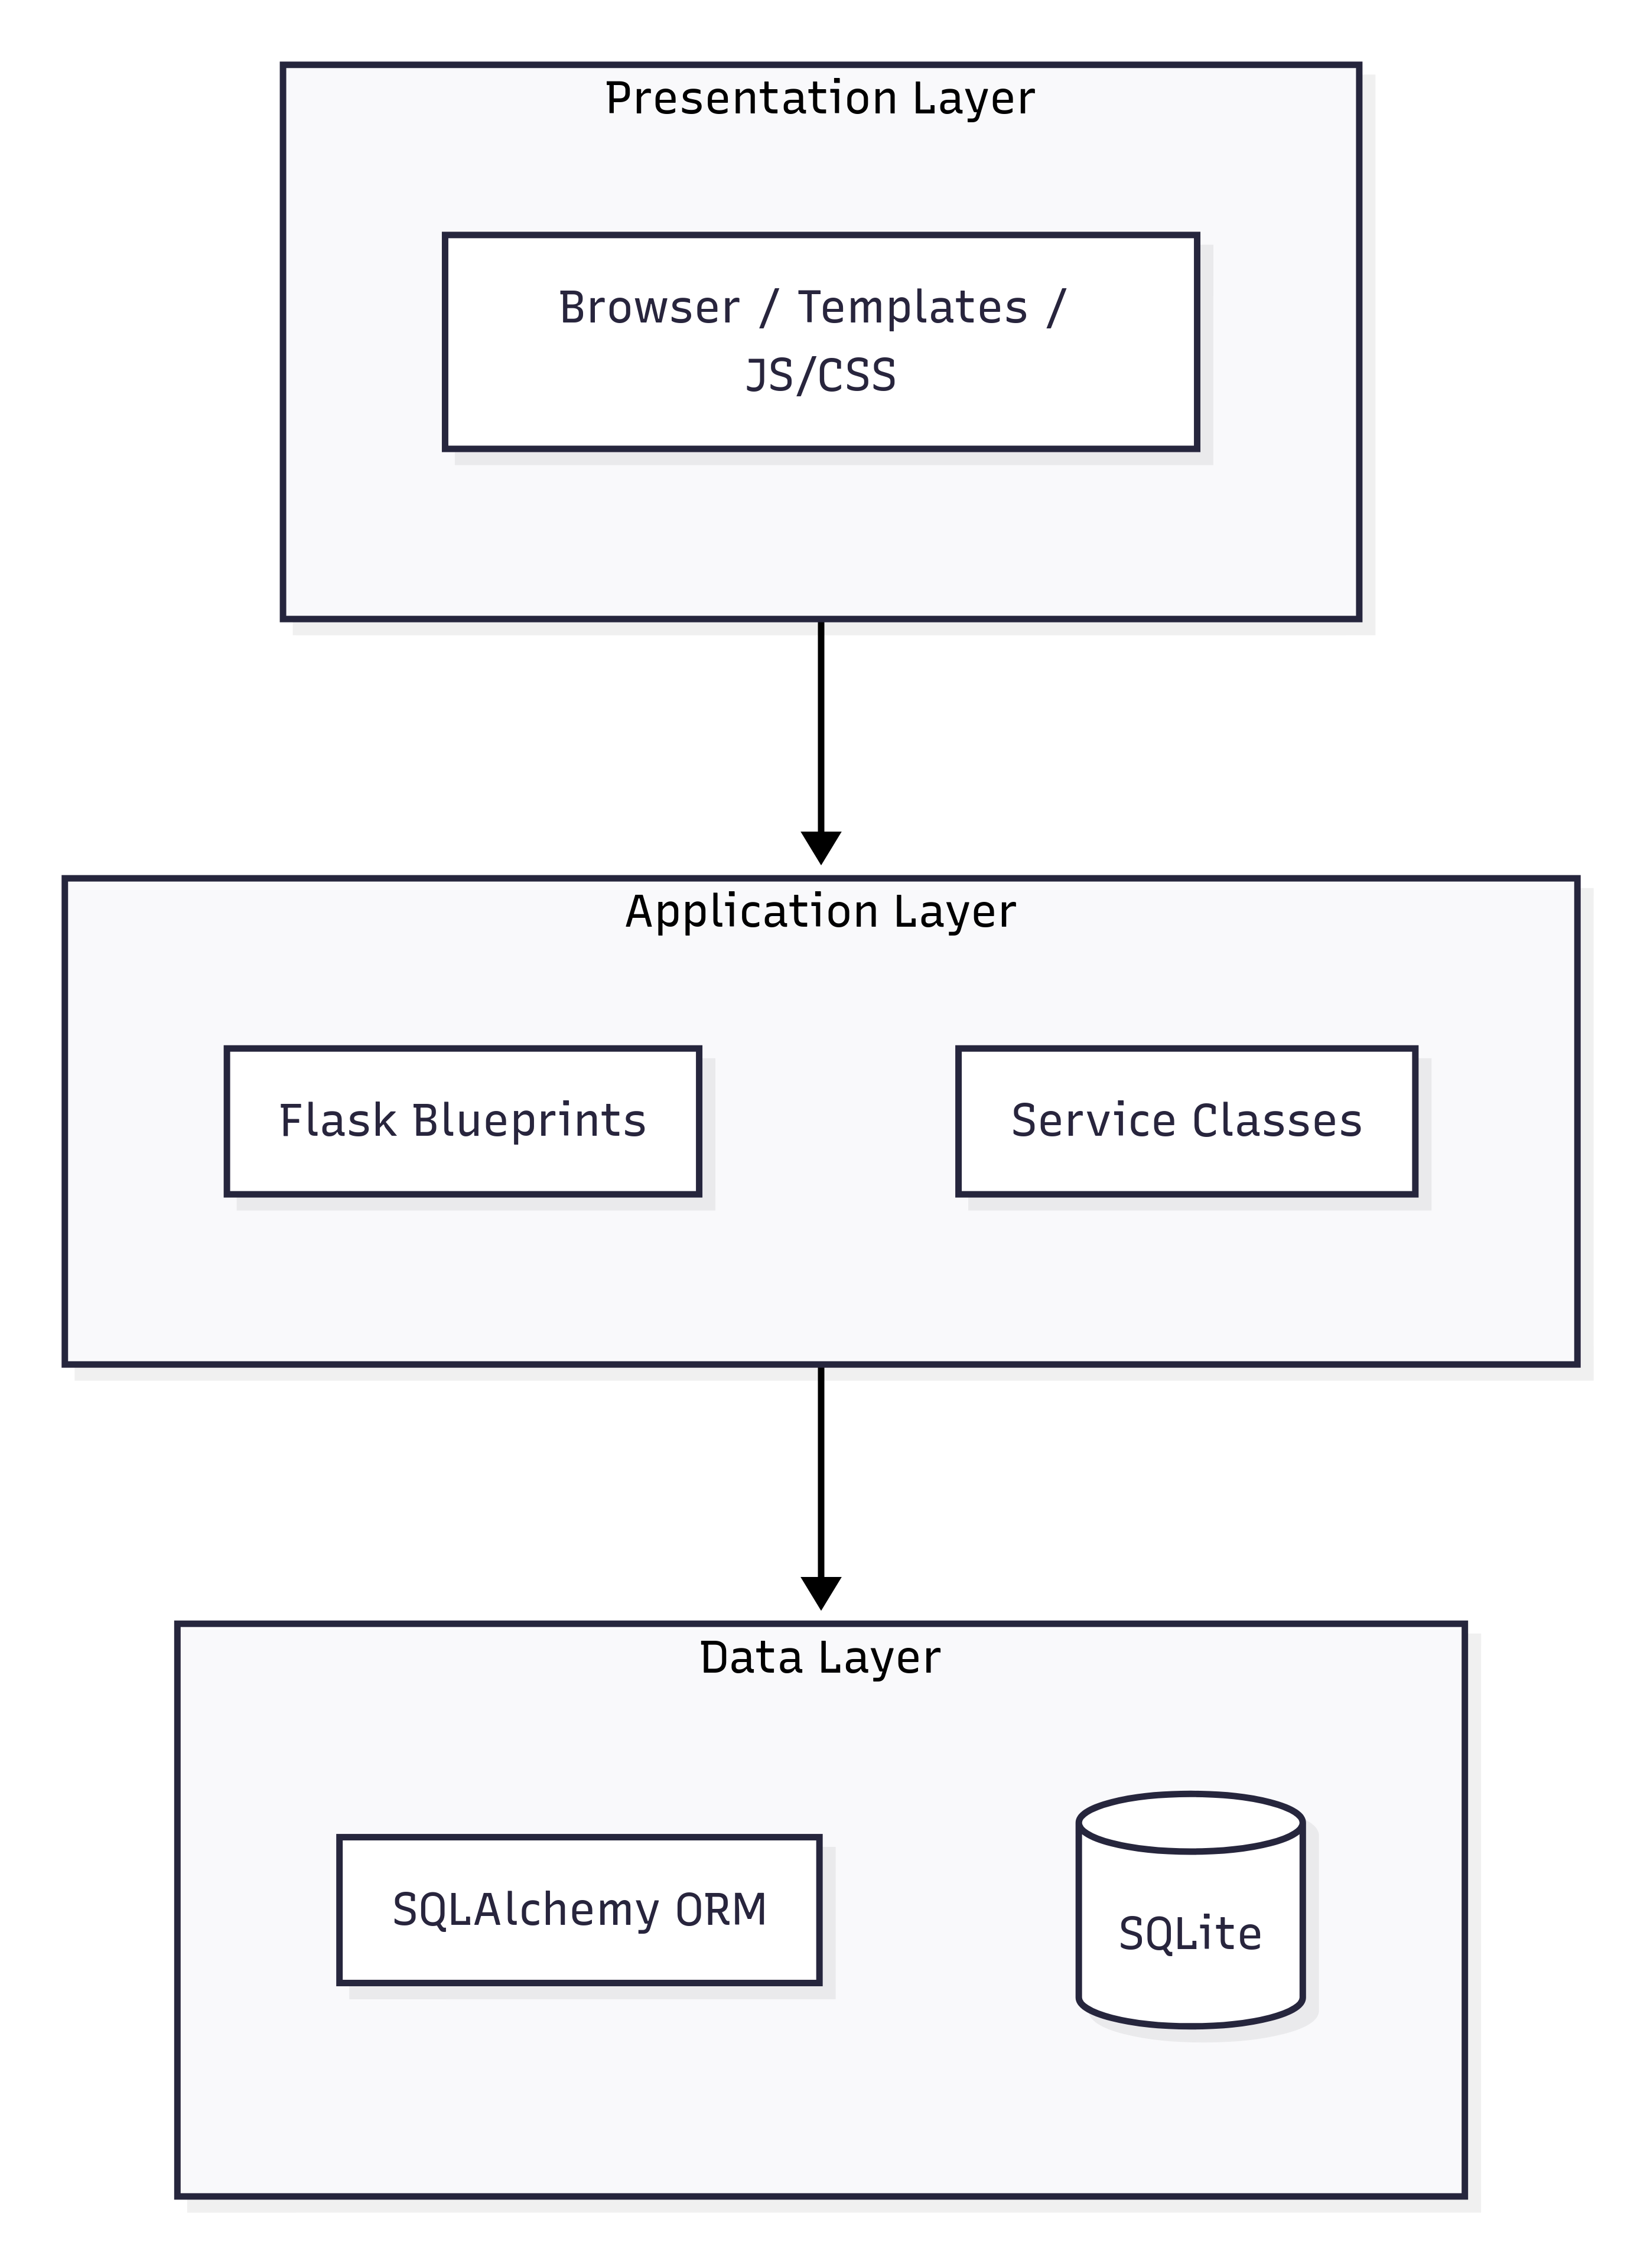 Presentation Layer
Browser / Templates /
JS/CSS
Application Layer
Flask Blueprints
Service Classes
Data Layer
SQLAlchemy ORM
SQLite